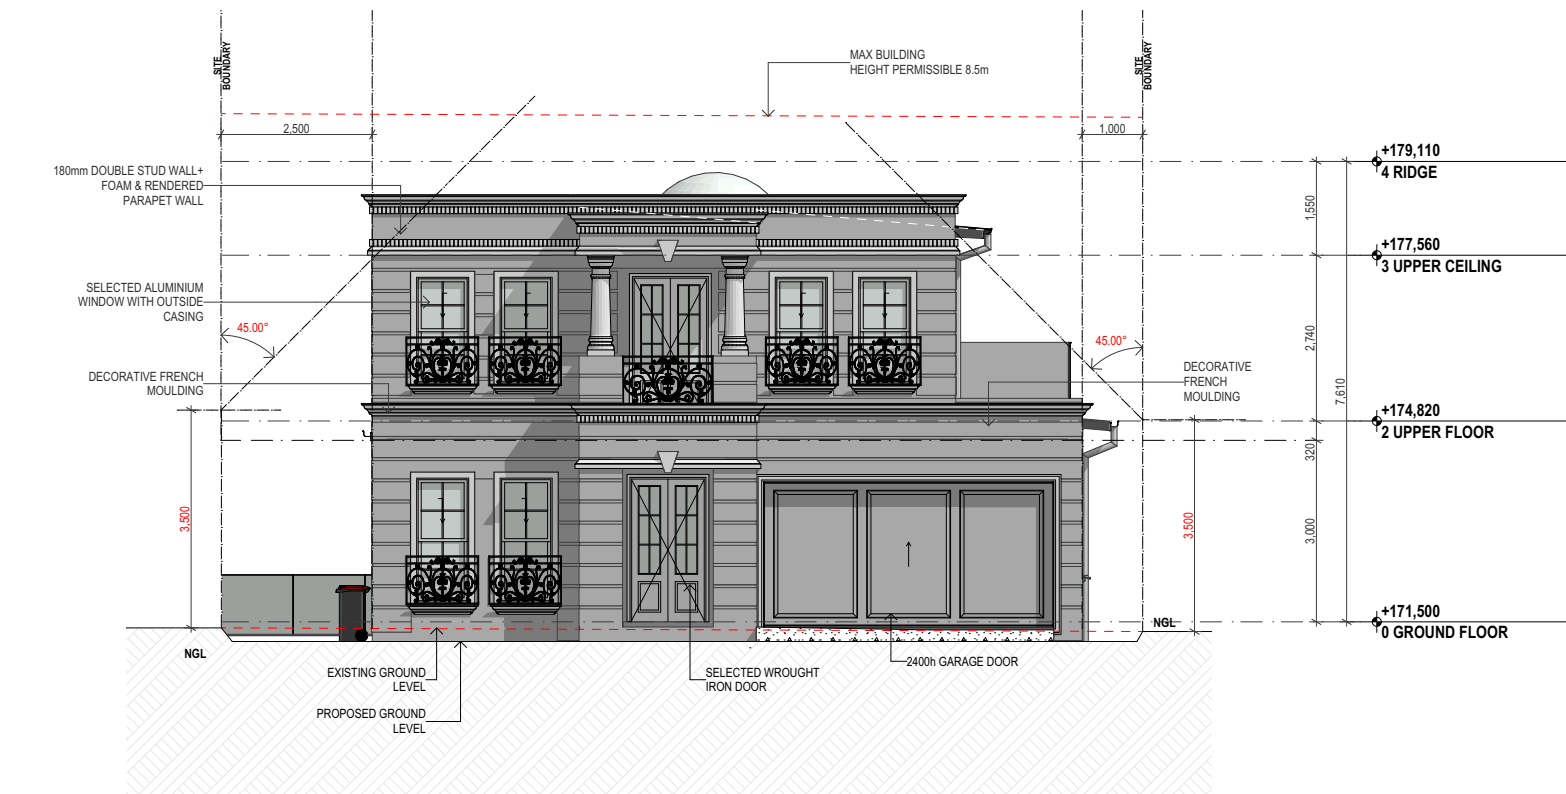 SITE
BOUNDARY
SITE
BOUNDARY
MAX BUILDING
HEIGHT PERMISSIBLE 8.5m
2,500
1,000
+179,110
4 RIDGE
180mm DOUBLE STUD WALL+
FOAM & RENDERED
PARAPET WALL
1,550
+177,560
3 UPPER CEILING
SELECTED ALUMINIUM
WINDOW WITH OUTSIDE
CASING
45.00°
45.00°
2,740
DECORATIVE FRENCH
MOULDING
DECORATIVE
FRENCH
MOULDING
7,610
+174,820
2 UPPER FLOOR
320
3,500
3,500
3,000
+171,500
0 GROUND FLOOR
NGL
NGL
EXISTING GROUND
LEVEL
SELECTED WROUGHT
IRON DOOR
2400h GARAGE DOOR
PROPOSED GROUND
LEVEL